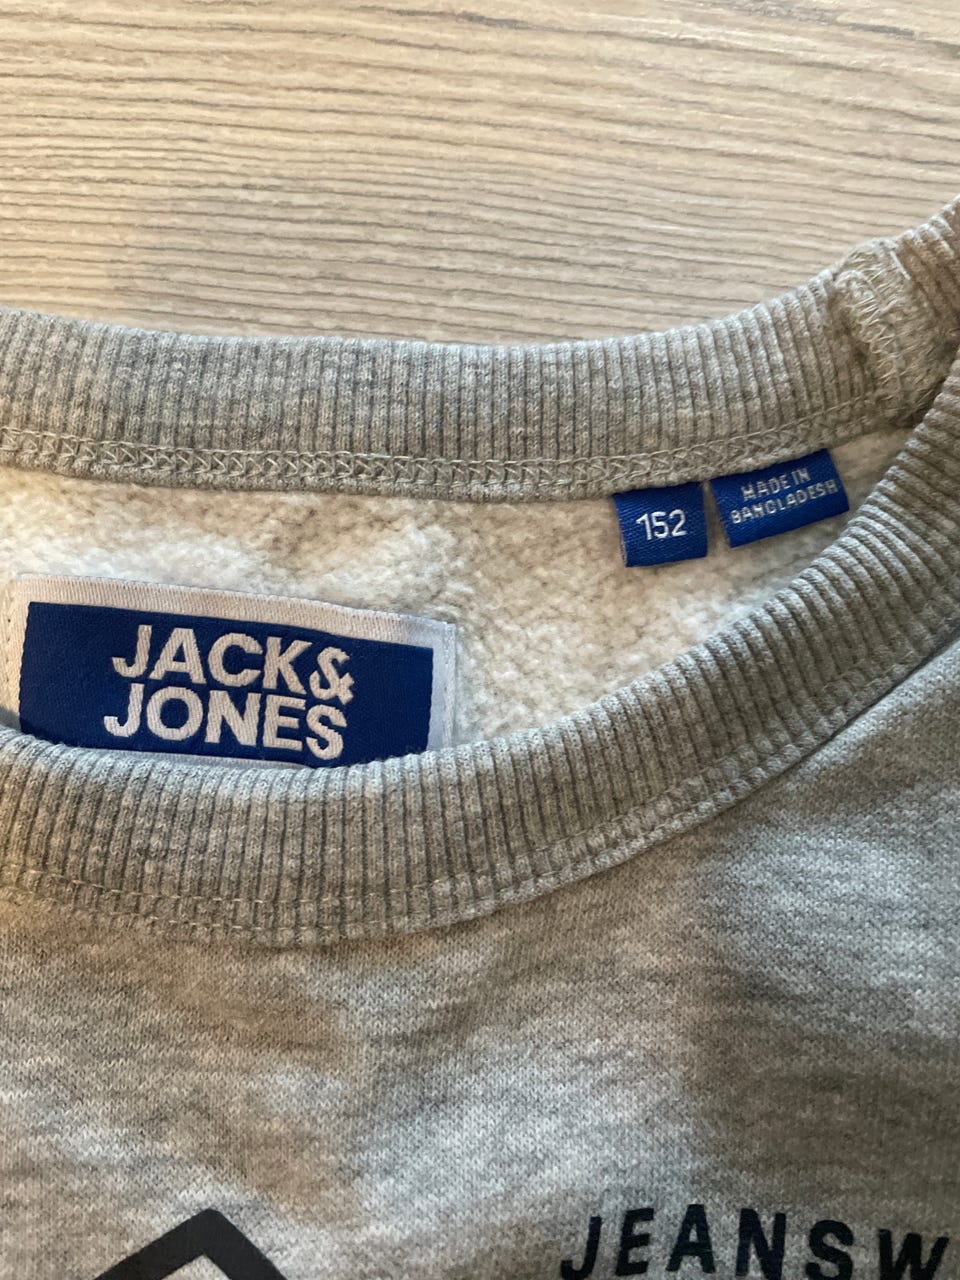 MADE IN
BANGLADESH
152
JACK&
JONES
JEANSW